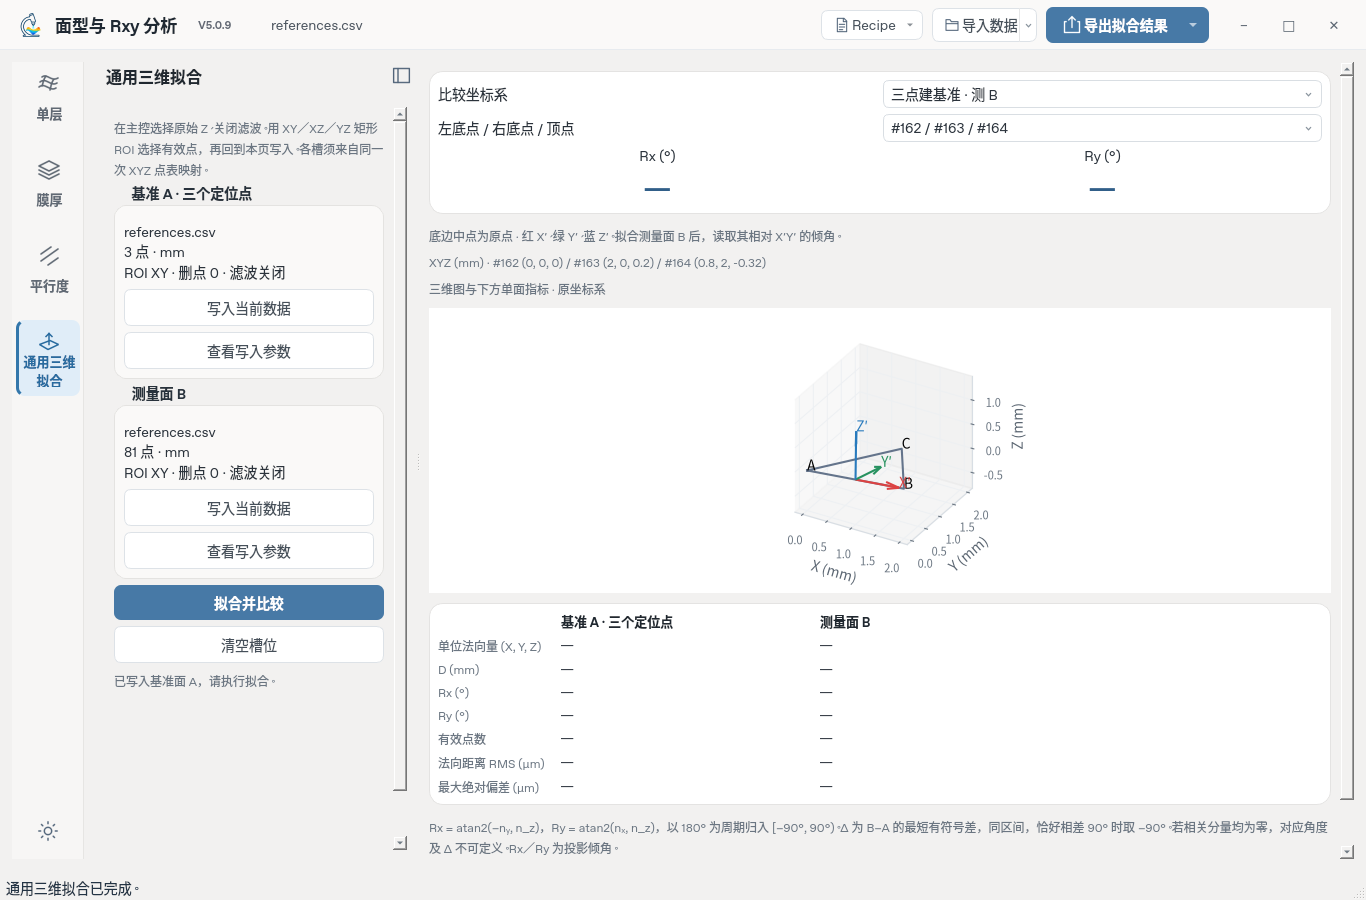 面型与 Rxy 分析
V5.0.9
references.csv
Recipe
导入数据
导出拟合结果
单层
膜厚
平行度
通用三维
拟合
通用三维拟合
在主控选择原始 Z ·关闭滤波。用 XY／XZ／YZ 矩形
ROI 选择有效点，再回到本页写入。各槽须来自同一
次 XYZ 点表映射。
基准 A · 三个定位点
references.csv
3 点 · mm
ROI XY · 删点 0 · 滤波关闭
写入当前数据
查看写入参数
测量面 B
references.csv
81 点 · mm
ROI XY · 删点 0 · 滤波关闭
写入当前数据
查看写入参数
拟合并比较
清空槽位
已写入基准面 A，请执行拟合。
比较坐标系
三点建基准 · 测 B
左底点 / 右底点 / 顶点
#162 / #163 / #164
Rx (°)
Ry (°)
—
—
底边中点为原点 · 红 X′ ·绿 Y′ ·蓝 Z′ 。拟合测量面 B 后，读取其相对 X′Y′ 的倾角。
XYZ (mm) · #162 (0, 0, 0) / #163 (2, 0, 0.2) / #164 (0.8, 2, -0.32)
三维图与下方单面指标 · 原坐标系
Z′
C
Y′
A
X′
B
1.0
0.5
0.0
-0.5
Z (mm)
2.0
1.5
1.0
0.5
0.0
Y (mm)
0.0
0.5
1.0
1.5
2.0
X (mm)
基准 A · 三个定位点
测量面 B
单位法向量 (X, Y, Z)
—
—
D (mm)
—
—
Rx (°)
—
—
Ry (°)
—
—
有效点数
—
—
法向距离 RMS (μm)
—
—
最大绝对偏差 (μm)
—
—
Rx = atan2(−nᵧ, n_z)，Ry = atan2(nₓ, n_z)，以 180° 为周期归入 [−90°, 90°) 。Δ 为 B−A 的最短有符号差，同区间，恰好相差 90° 时取 −90° 。若相关分量均为零，对应角度
及 Δ 不可定义。Rx／Ry 为投影倾角。
通用三维拟合已完成。